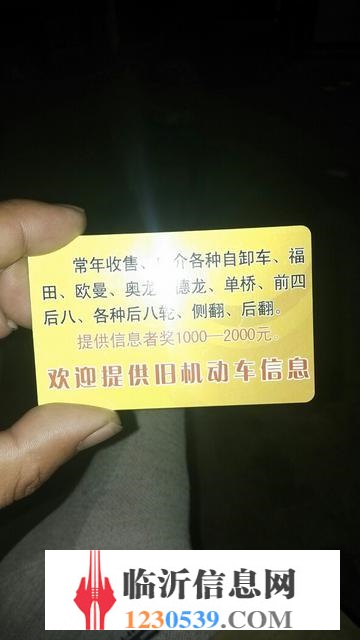 常年收售、 介各种自卸车、福
田、欧曼、奥龙、德龙、单桥、前四
后八、各种后八轮、侧翻、后翻。
提供信息者奖1000—2000元。
欢迎提供旧机动车信息
临沂信息网
1230539.com